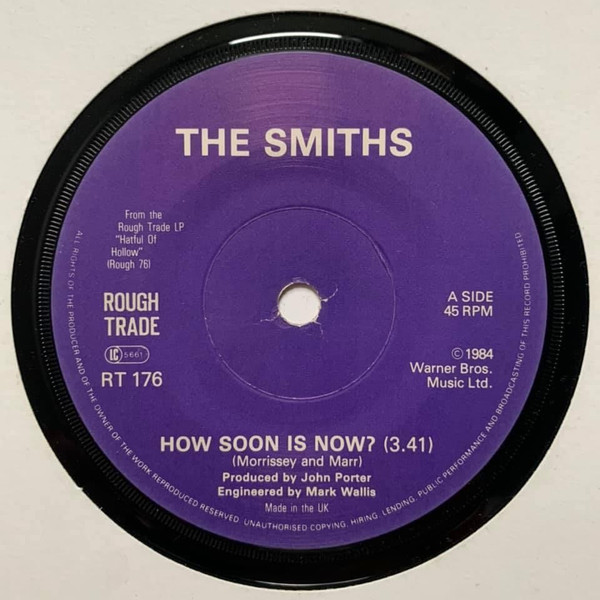 THE SMITHS
From the
Rough Trade LP
"Hatful Of
Hollow"
(Rough 76)
ROUGH
TRADE
LC 5661
RT 176
A SIDE
45 RPM
© 1984
Warner Bros.
Music Ltd.
HOW SOON IS NOW? (3.41)
(Morrissey and Marr)
Produced by John Porter
Engineered by Mark Wallis
Made in the UK
ALL RIGHTS OF THE PRODUCER AND OF THE OWNER OF THE WORK REPRODUCED RESERVED. UNAUTHORISED COPYING, HIRING, LENDING, PUBLIC PERFORMANCE AND BROADCASTING OF THIS RECORD PROHIBITED